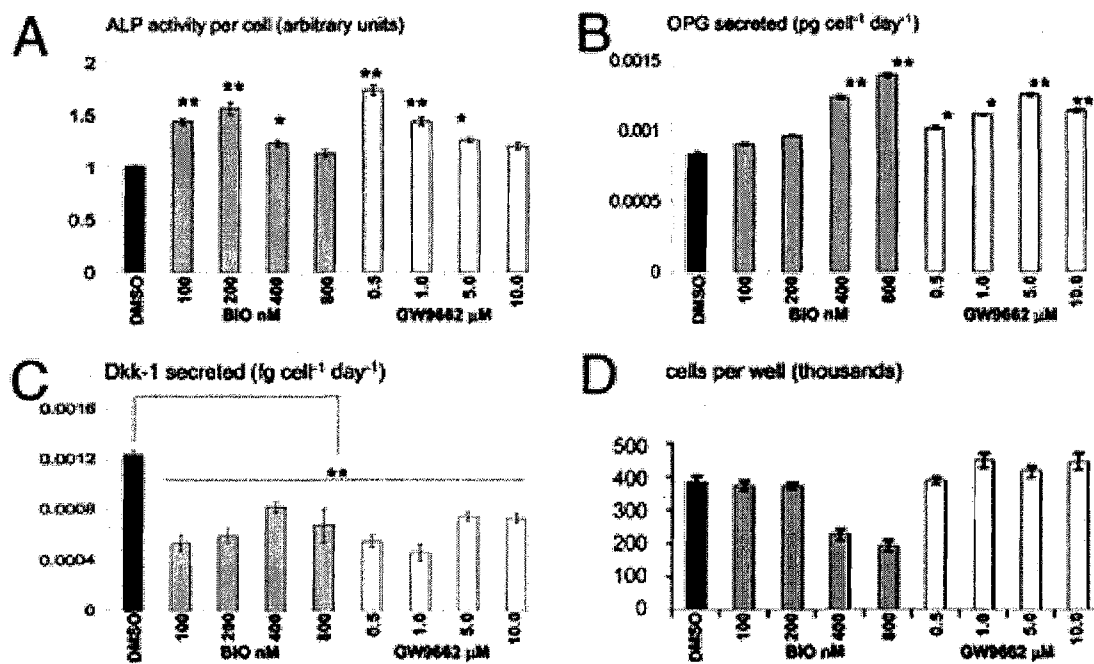 A
ALP activity per cell (arbitrary units)
2
1.5
1
0.5
0
** ** * ** ** *
DMSO 100 200 400 800 0.5 1.0 5.0 10.0
BIO nM GW9662 µM
B
OPG secreted (pg cell⁻¹ day⁻¹)
0.0015
0.001
0.0005
0
** ** * * ** **
DMSO 100 200 400 800 0.5 1.0 5.0 10.0
BIO nM GW9662 µM
C
Dkk-1 secreted (fg cell⁻¹ day⁻¹)
0.0016
0.0012
0.0008
0.0004
0
**
DMSO 100 200 400 800 0.5 1.0 5.0 10.0
BIO nM GW9662 µM
D
cells per well (thousands)
500
400
300
200
100
0
DMSO 100 200 400 800 0.5 1.0 5.0 10.0
BIO nM GW9662 µM